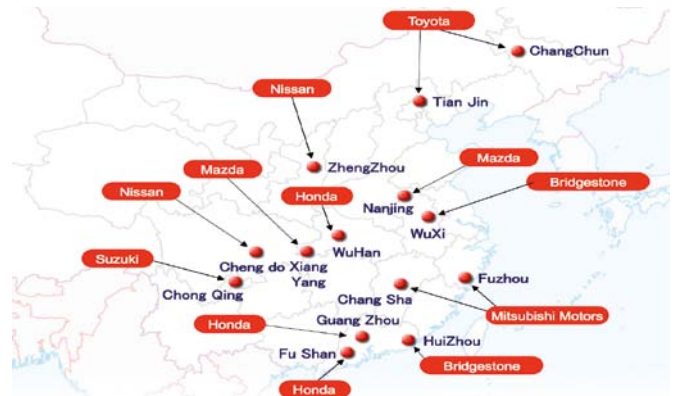 Toyota
ChangChun
Nissan
Tian Jin
Mazda
ZhengZhou
Mazda
Nissan
Honda
Nanjing
Bridgestone
WuXi
Suzuki
WuHan
Cheng do Xiang
Yang
Chong Qing
Fuzhou
Chang Sha
Mitsubishi Motors
Honda
Guang Zhou
HuiZhou
Fu Shan
Bridgestone
Honda